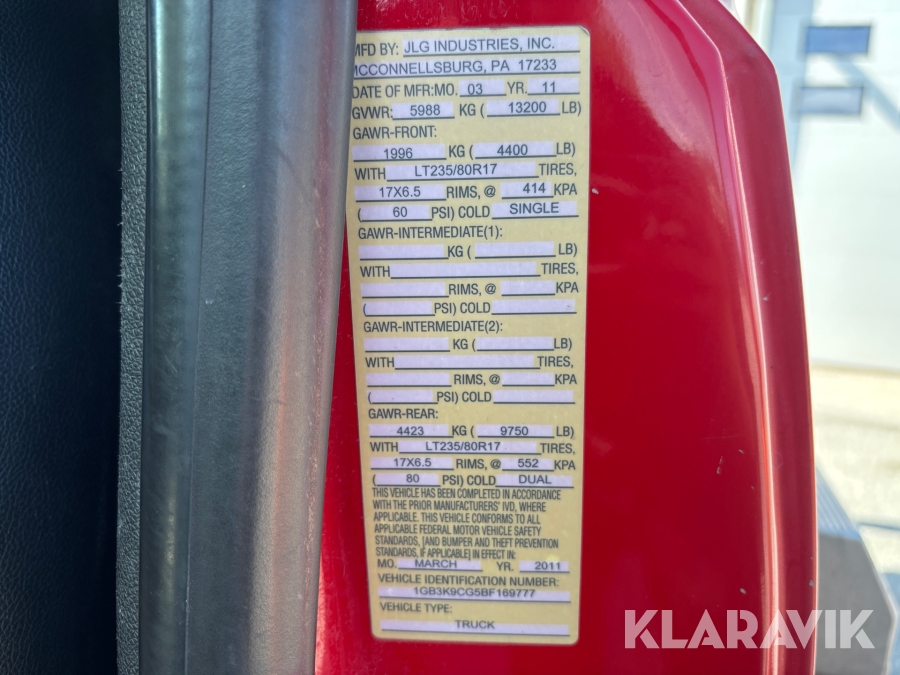 MFD BY: JLG INDUSTRIES, INC.
MCCONNELLSBURG, PA 17233
DATE OF MFR: MO. 03 YR. 11
GVWR: 5988 KG ( 13200 LB)
GAWR-FRONT:
1996 KG ( 4400 LB)
WITH LT235/80R17 TIRES,
17X6.5 RIMS, @ 414 KPA
( 60 PSI) COLD SINGLE
GAWR-INTERMEDIATE(1):
KG ( LB)
WITH TIRES,
RIMS, @ KPA
( PSI) COLD
GAWR-INTERMEDIATE(2):
KG ( LB)
WITH TIRES,
RIMS, @ KPA
( PSI) COLD
GAWR-REAR:
4423 KG ( 9750 LB)
WITH LT235/80R17 TIRES,
17X6.5 RIMS, @ 552 KPA
( 80 PSI) COLD DUAL
THIS VEHICLE HAS BEEN COMPLETED IN ACCORDANCE
WITH THE PRIOR MANUFACTURERS' IVD, WHERE
APPLICABLE. THIS VEHICLE CONFORMS TO ALL
APPLICABLE FEDERAL MOTOR VEHICLE SAFETY
STANDARDS, [AND BUMPER AND THEFT PREVENTION
STANDARDS, IF APPLICABLE] IN EFFECT IN:
MO. MARCH YR. 2011
VEHICLE IDENTIFICATION NUMBER:
1GB3K9CG5BF169777
VEHICLE TYPE:
TRUCK
KLARAVIK